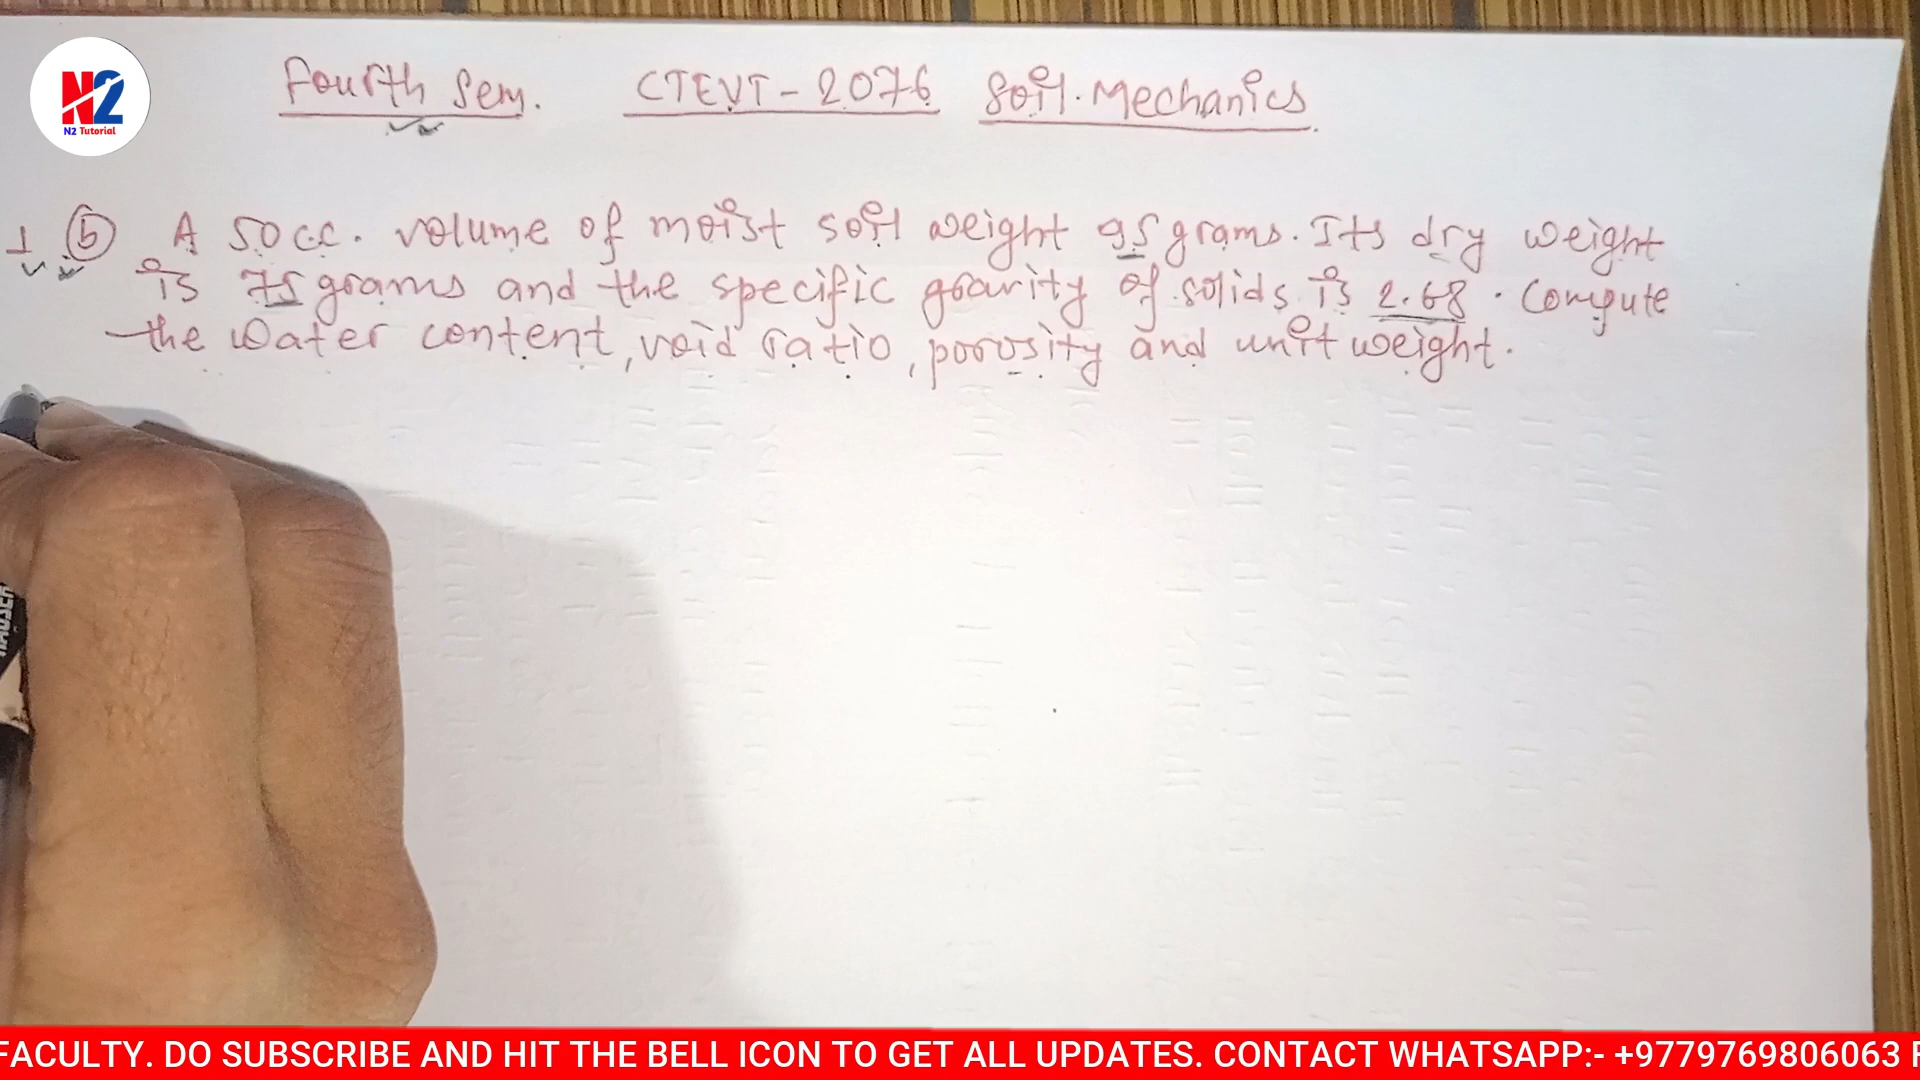 N2
N2 Tutorial
Fourth Sem. CTEVT-2076 Soil Mechanics
1 (b) A 50 c.c. volume of moist soil weight 95 grams. Its dry weight
is 75 grams and the specific gravity of solids is 2.68. Compute
the water content, void ratio, porosity and unit weight.
FACULTY. DO SUBSCRIBE AND HIT THE BELL ICON TO GET ALL UPDATES. CONTACT WHATSAPP:- +9779769806063